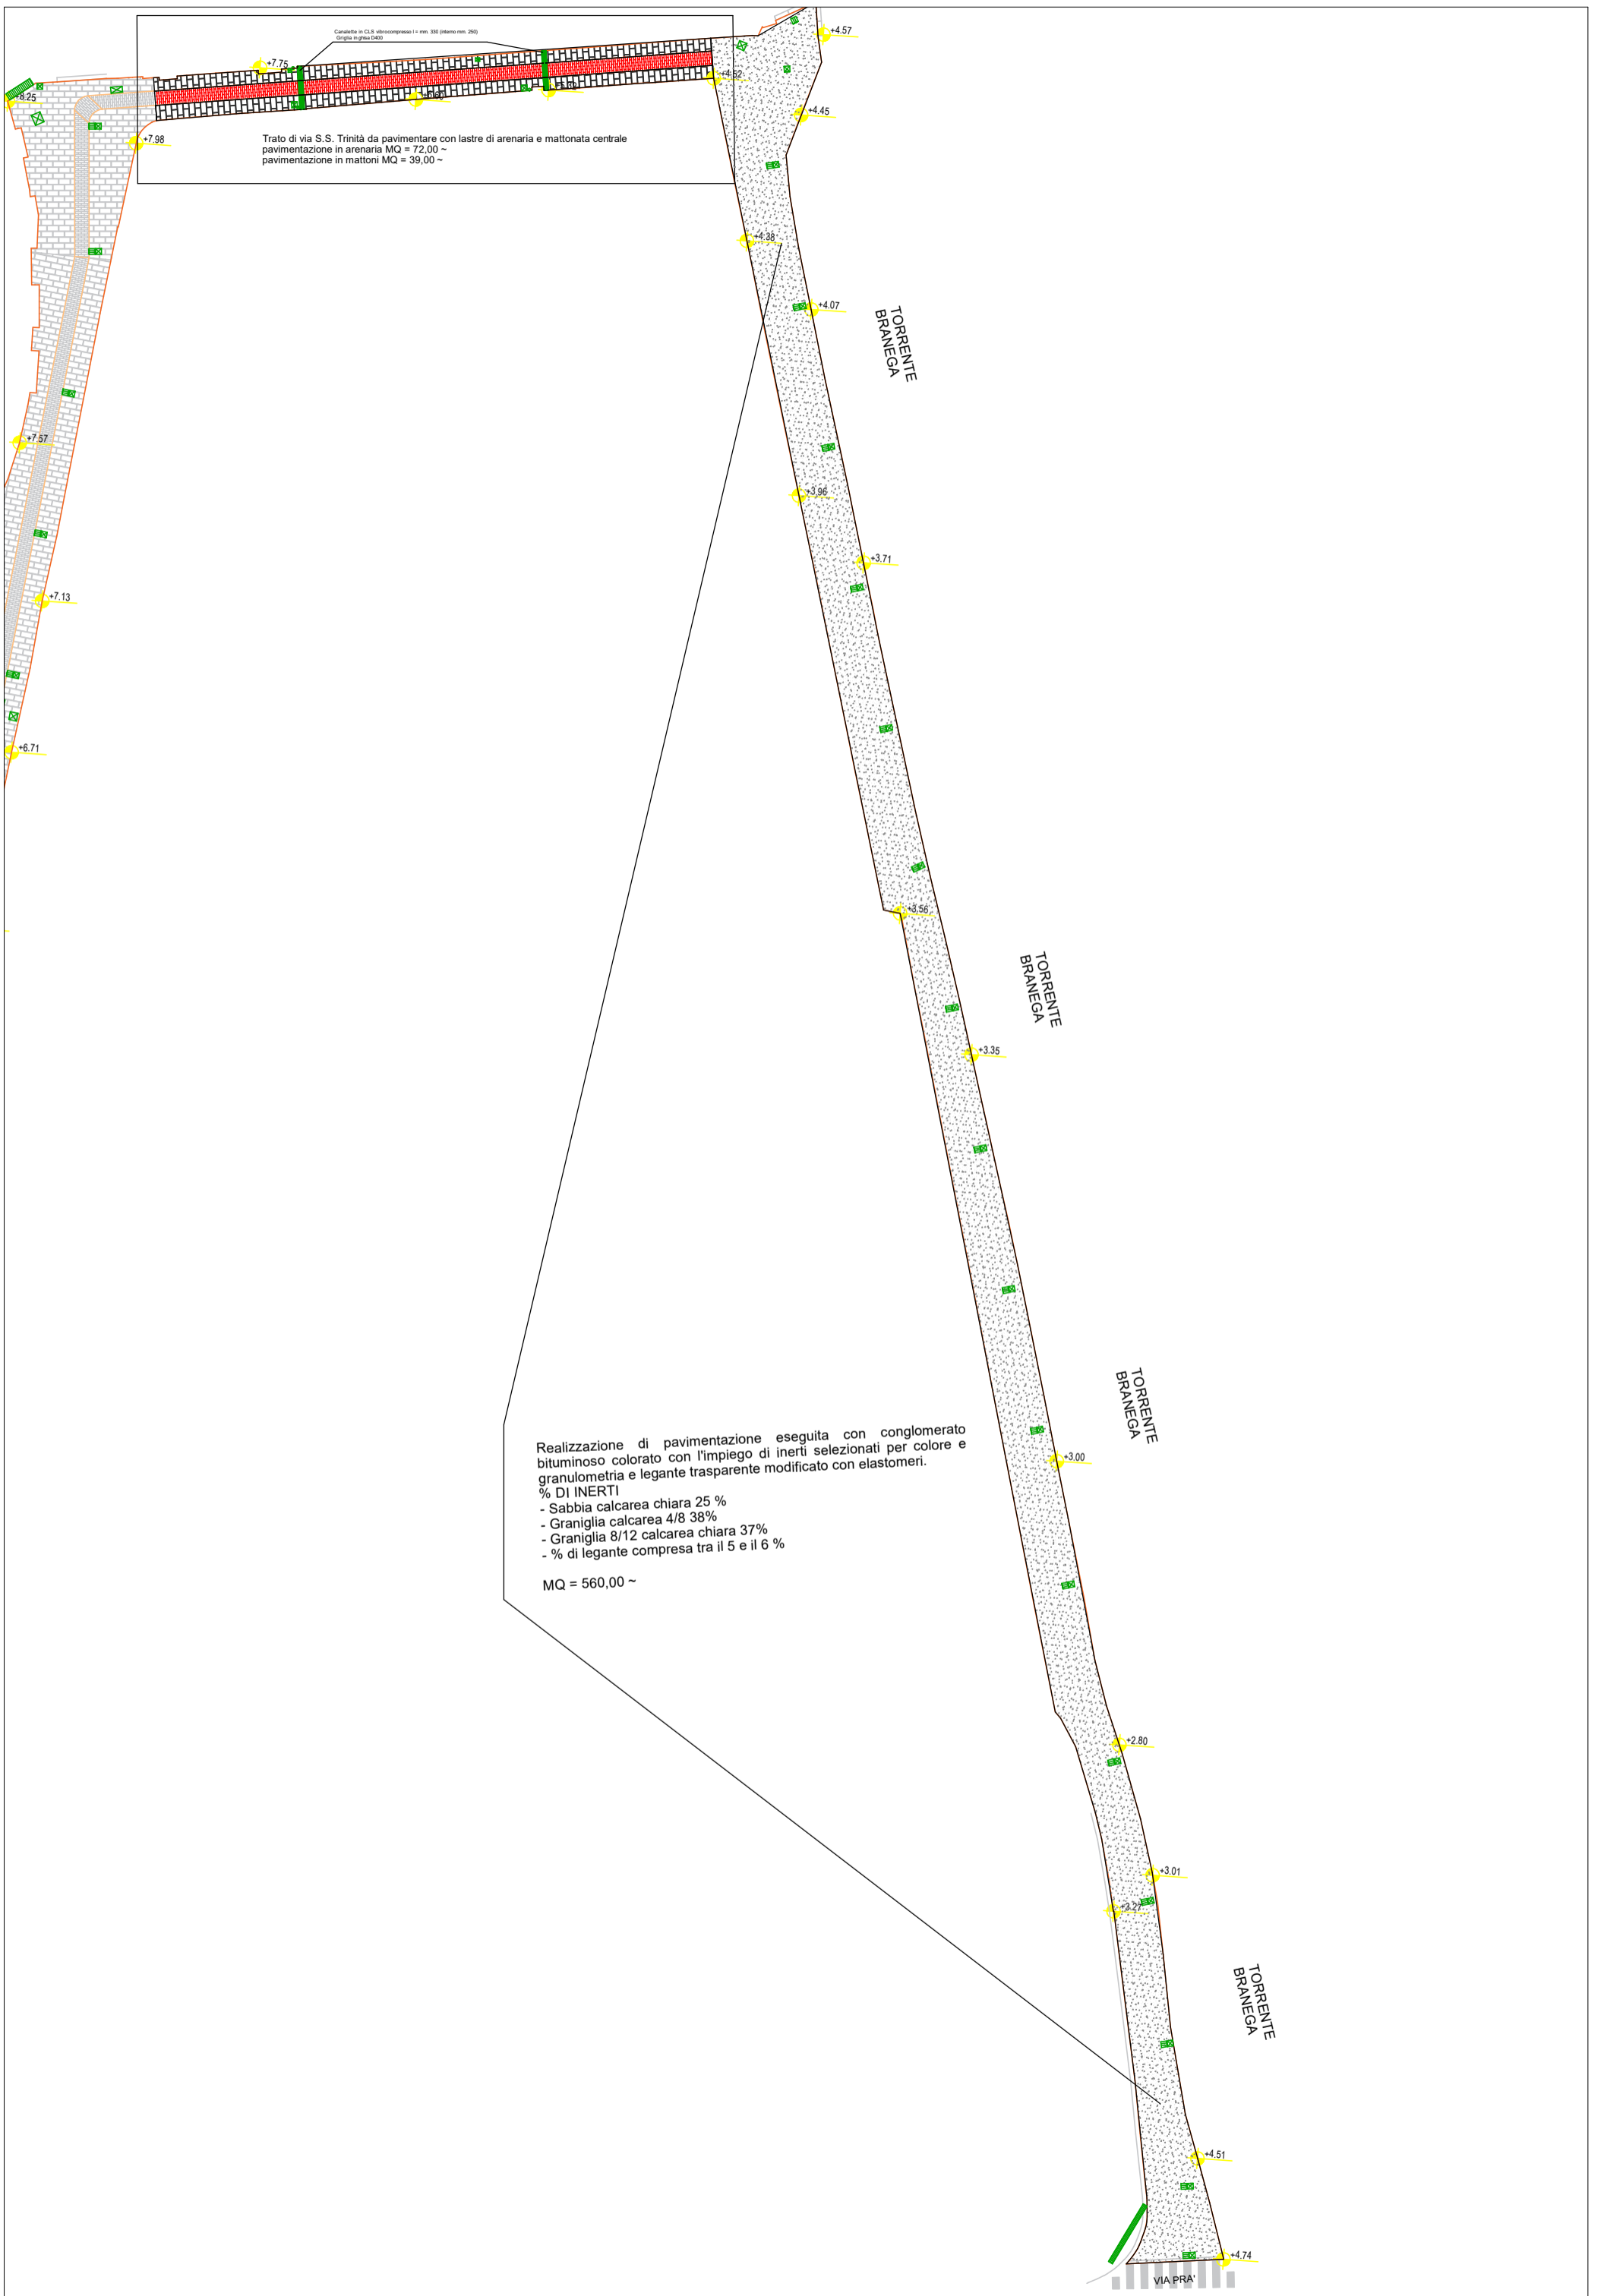 Canalette in CLS vibrocompresso l = mm. 330 (interno mm. 250)
Griglia in ghisa D400
+4.57
+7.75
+4.52
+8.25
+4.45
+7.98
Trato di via S.S. Trinità da pavimentare con lastre di arenaria e mattonata centrale
pavimentazione in arenaria MQ = 72,00 ~
pavimentazione in mattoni MQ = 39,00 ~
+4.38
+4.07
TORRENTE
BRANEGA
+7.57
+3.96
+3.71
+7.13
+6.71
+3.56
TORRENTE
BRANEGA
+3.35
TORRENTE
BRANEGA
+3.00
Realizzazione di pavimentazione eseguita con conglomerato
bituminoso colorato con l'impiego di inerti selezionati per colore e
granulometria e legante trasparente modificato con elastomeri.
% DI INERTI
- Sabbia calcarea chiara 25 %
- Graniglia calcarea 4/8 38%
- Graniglia 8/12 calcarea chiara 37%
- % di legante compresa tra il 5 e il 6 %
MQ = 560,00 ~
+2.80
+3.01
+3.27
TORRENTE
BRANEGA
+4.51
+4.74
VIA PRA'